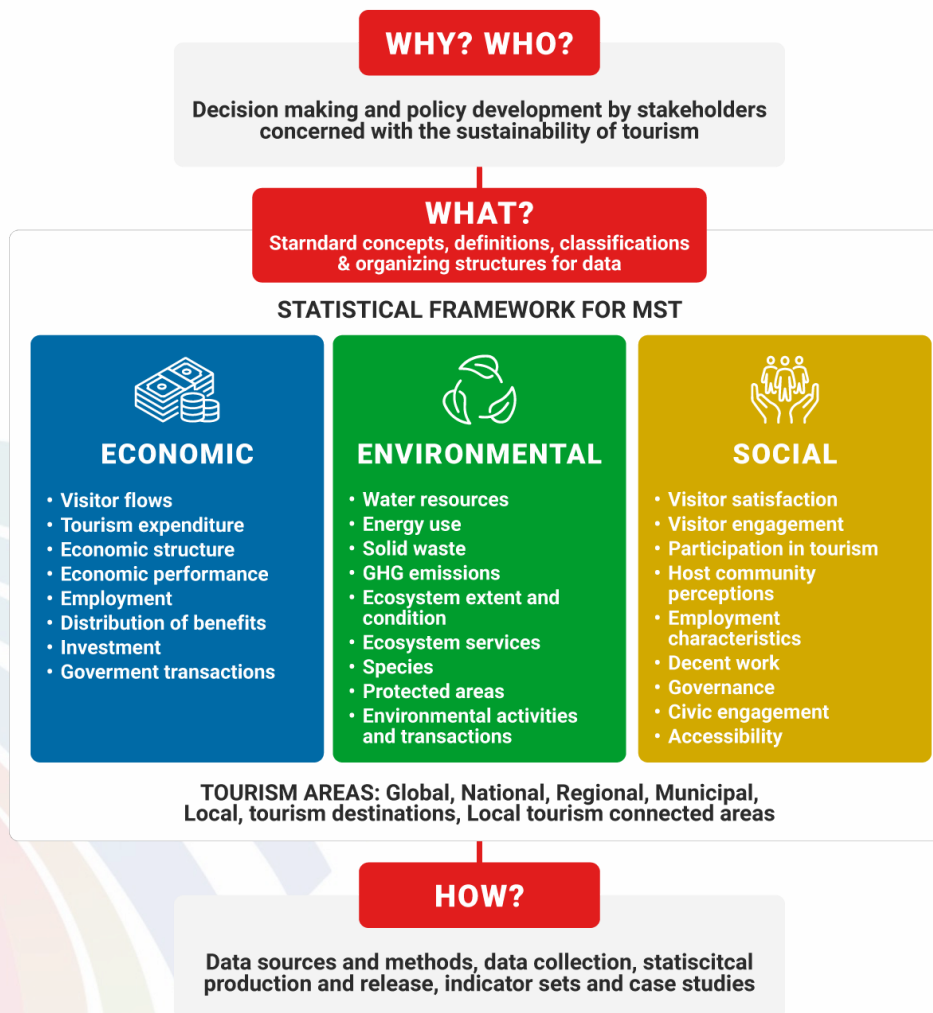 WHY? WHO?
Decision making and policy development by stakeholders
concerned with the sustainability of tourism
WHAT?
Starndard concepts, definitions, classifications
& organizing structures for data
STATISTICAL FRAMEWORK FOR MST
ECONOMIC
• Visitor flows
• Tourism expenditure
• Economic structure
• Economic performance
• Employment
• Distribution of benefits
• Investment
• Goverment transactions
ENVIRONMENTAL
• Water resources
• Energy use
• Solid waste
• GHG emissions
• Ecosystem extent and
condition
• Ecosystem services
• Species
• Protected areas
• Environmental activities
and transactions
SOCIAL
• Visitor satisfaction
• Visitor engagement
• Participation in tourism
• Host community
perceptions
• Employment
characteristics
• Decent work
• Governance
• Civic engagement
• Accessibility
TOURISM AREAS: Global, National, Regional, Municipal,
Local, tourism destinations, Local tourism connected areas
HOW?
Data sources and methods, data collection, statiscitcal
production and release, indicator sets and case studies